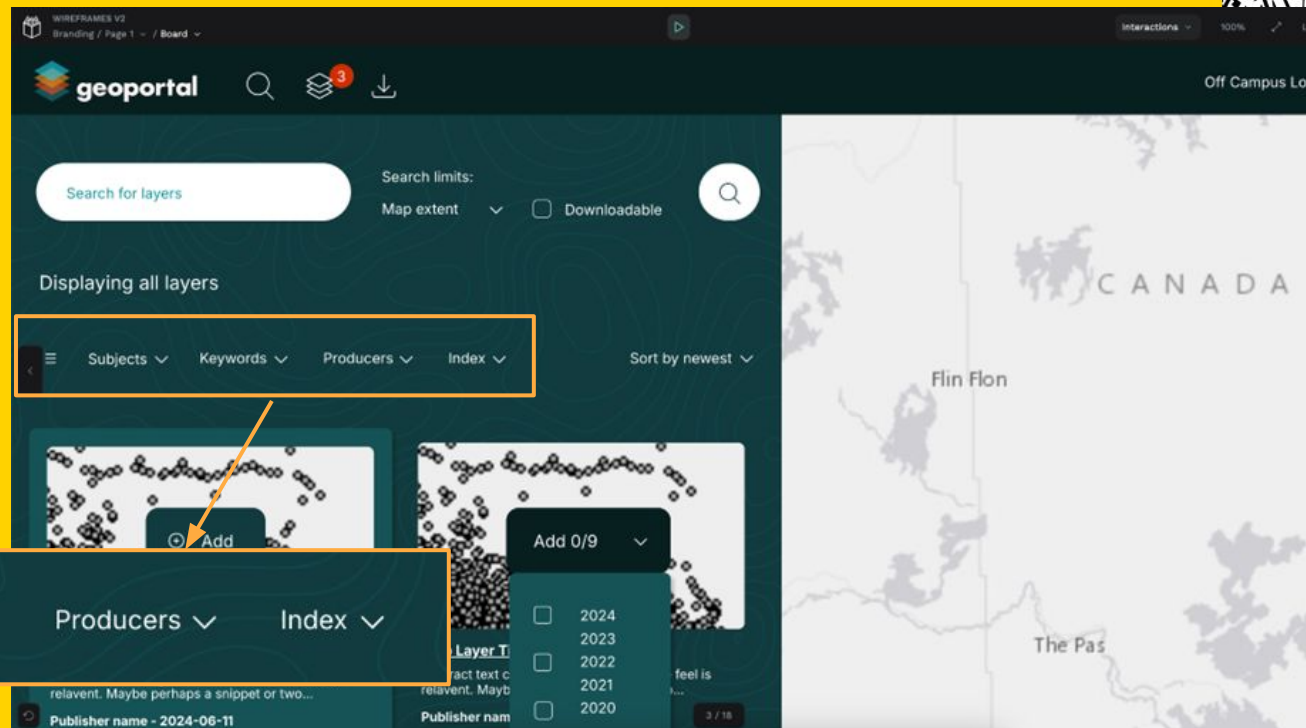 WIREFRAMES V2
Branding / Page 1 / Board
Interactions
100%
geoportal
3
Off Campus Lo
Search for layers
Search limits:
Map extent
Downloadable
Displaying all layers
Subjects Keywords Producers Index Sort by newest
CANADA
Flin Flon
The Pas
Add
Add 0/9
2024
2023
2022
2021
2020
Producers Index
Layer T
ract text c
feel is
relavent. Maybe perhaps a snippet or two...
relavent. Mayb
...
Publisher name - 2024-06-11
Publisher nam
3 / 18